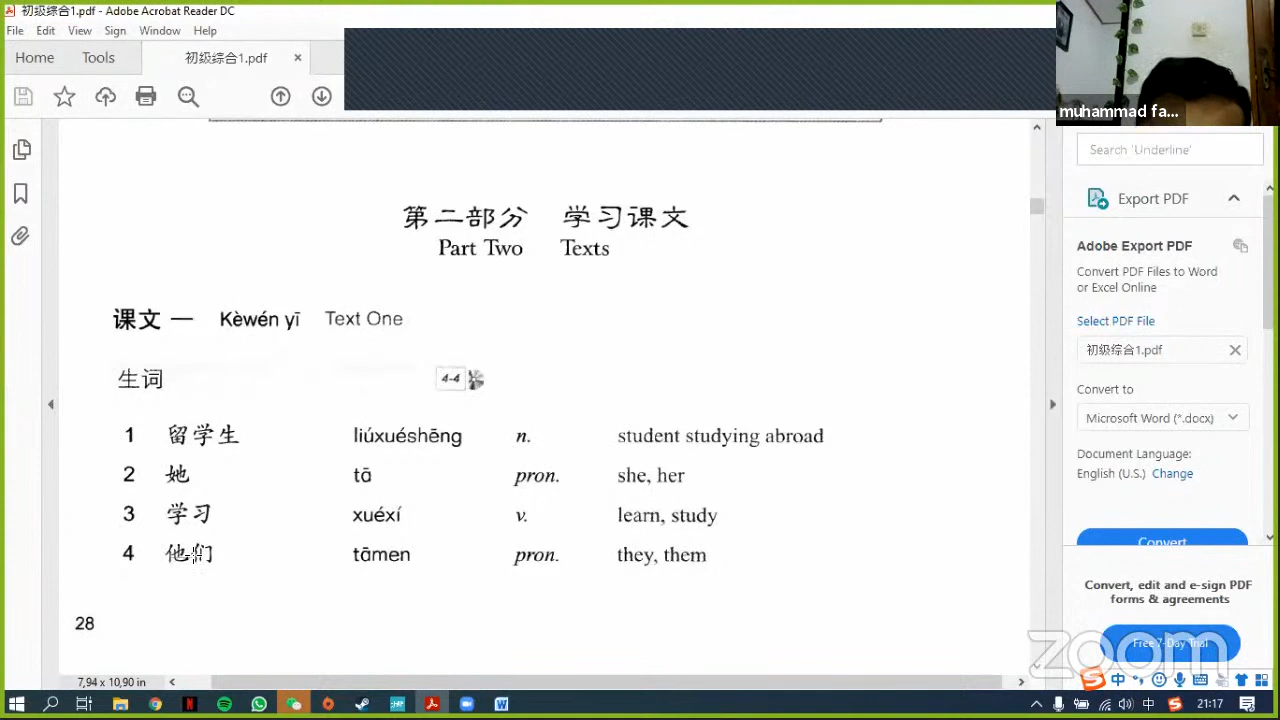 初级综合1.pdf - Adobe Acrobat Reader DC
File Edit View Sign Window Help
Home Tools 初级综合1.pdf ×
muhammad fa...
Search 'Underline'
第二部分 学习课文
Part Two Texts
Export PDF
Adobe Export PDF
Convert PDF Files to Word
or Excel Online
Select PDF File
初级综合1.pdf
Convert to
Microsoft Word (*.docx)
Document Language:
English (U.S.) Change
Convert
Convert, edit and e-sign PDF
forms & agreements
Free 7-Day Trial
课文一 Kèwén yī Text One
生词 4-4
1 留学生 liúxuéshēng n. student studying abroad
2 她 tā pron. she, her
3 学习 xuéxí v. learn, study
4 他们 tāmen pron. they, them
28
zoom
7,94 x 10,90 in
中
中 21:17